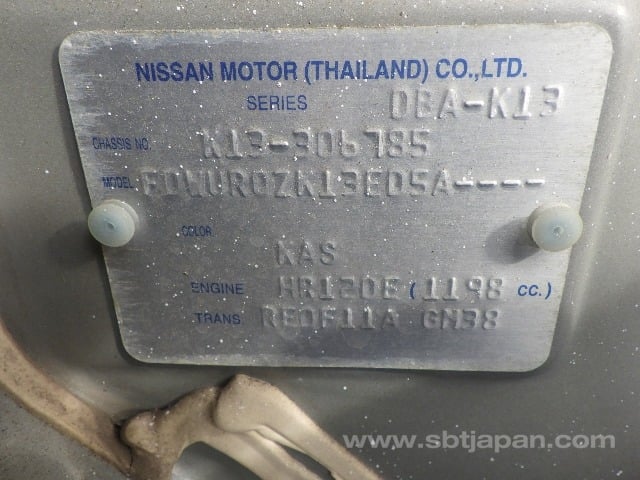 NISSAN MOTOR (THAILAND) CO.,LTD.
SERIES DBA-K13
CHASSIS NO. K13-306785
MODEL FDWUROZK13ED5A----
COLOR
KAS
ENGINE HR12DE (1198 CC.)
TRANS. RE0F11A GM38
www.sbtjapan.com